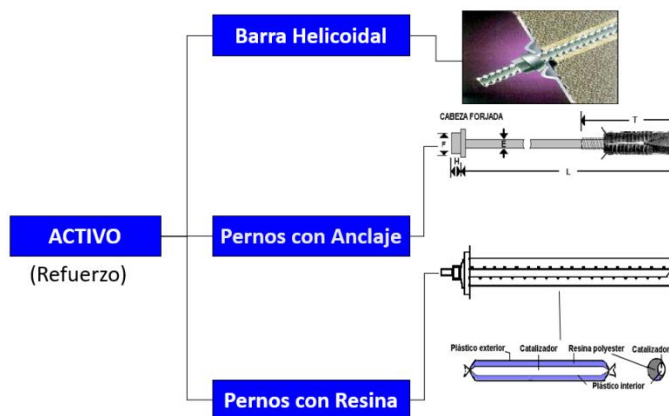 Barra Helicoidal
CABEZA FORJADA
T
F
E
H
L
ACTIVO
(Refuerzo)
Pernos con Anclaje
Plástico exterior
Catalizador
Resina polyester
Catalizador
Plástico interior
Pernos con Resina